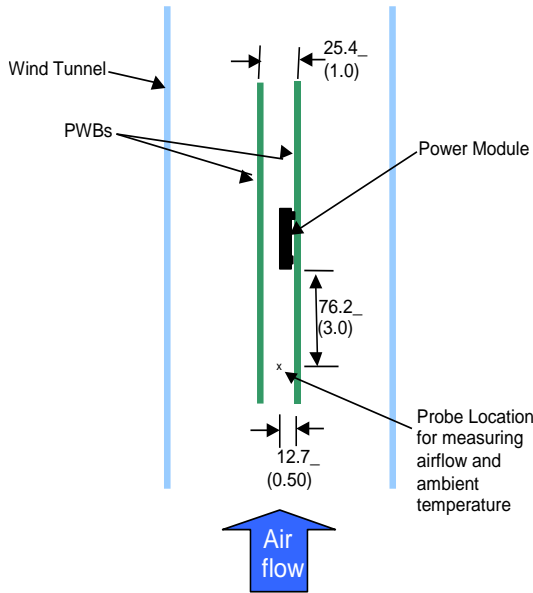 25.4_
(1.0)
Wind Tunnel
PWBs
Power Module
76.2_
(3.0)
x
Probe Location
for measuring
airflow and
ambient
temperature
12.7_
(0.50)
Air
flow